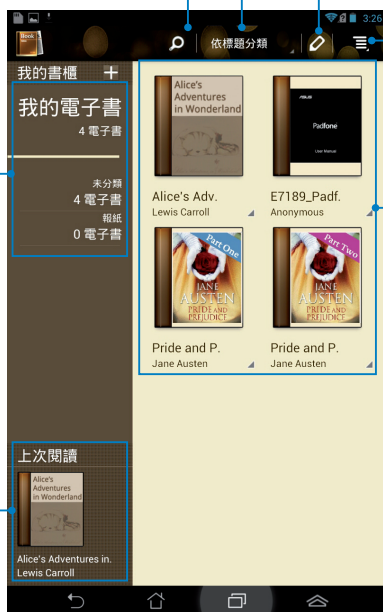 3:26
Book
依標題分類
我的書櫃
我的電子書
4 電子書
未分類
4 電子書
報紙
0 電子書
Alice's
Adventures
in Wonderland
Alice's Adv.
Lewis Carroll
ASUS
Padfone
User Manual
E7189_Padf.
Anonymous
Part One
JANE
AUSTEN
PRIDE AND
PREJUDICE
Pride and P.
Jane Austen
Part Two
JANE
AUSTEN
PRIDE AND
PREJUDICE
Pride and P.
Jane Austen
上次閱讀
Alice's
Adventures
in Wonderland
Alice's Adventures in.
Lewis Carroll